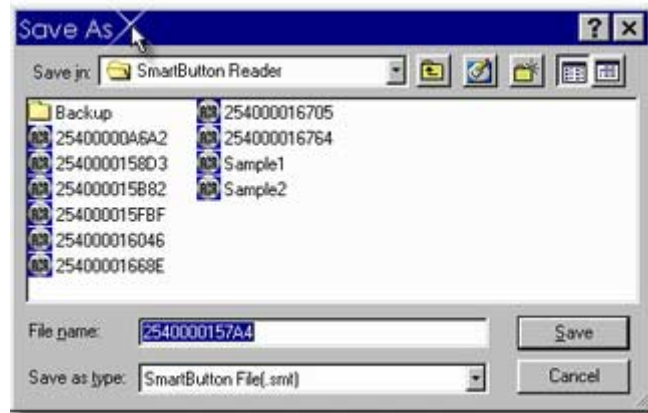 Save As
? ×
Save in: SmartButton Reader
Backup
25400000A6A2
2540000158D3
254000015B82
254000015FBF
254000016046
25400001668E
254000016705
254000016764
Sample1
Sample2
File name: 2540000157A4
Save
Save as type: SmartButton File(.smt)
Cancel